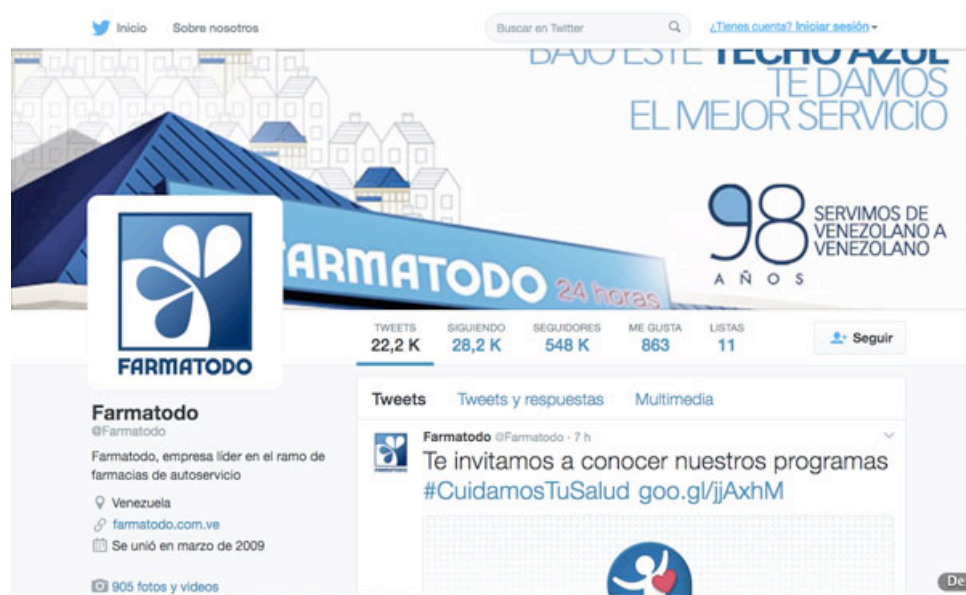 Inicio Sobre nosotros Buscar en Twitter ¿Tienes cuenta? Iniciar sesión
BAJO ESTE TECHO AZUL
TE DAMOS
EL MEJOR SERVICIO
98
AÑOS
SERVIMOS DE
VENEZOLANO A
VENEZOLANO
FARMATODO 24 horas
FARMATODO
TWEETS SIGUIENDO SEGUIDORES ME GUSTA LISTAS
22,2 K 28,2 K 548 K 863 11
Seguir
Farmatodo
@Farmatodo
Farmatodo, empresa líder en el ramo de
farmacias de autoservicio
Venezuela
farmatodo.com.ve
Se unió en marzo de 2009
905 fotos y videos
Tweets Tweets y respuestas Multimedia
FARMATODO
Farmatodo @Farmatodo · 7 h
Te invitamos a conocer nuestros programas
#CuidamosTuSalud goo.gl/jjAxhM